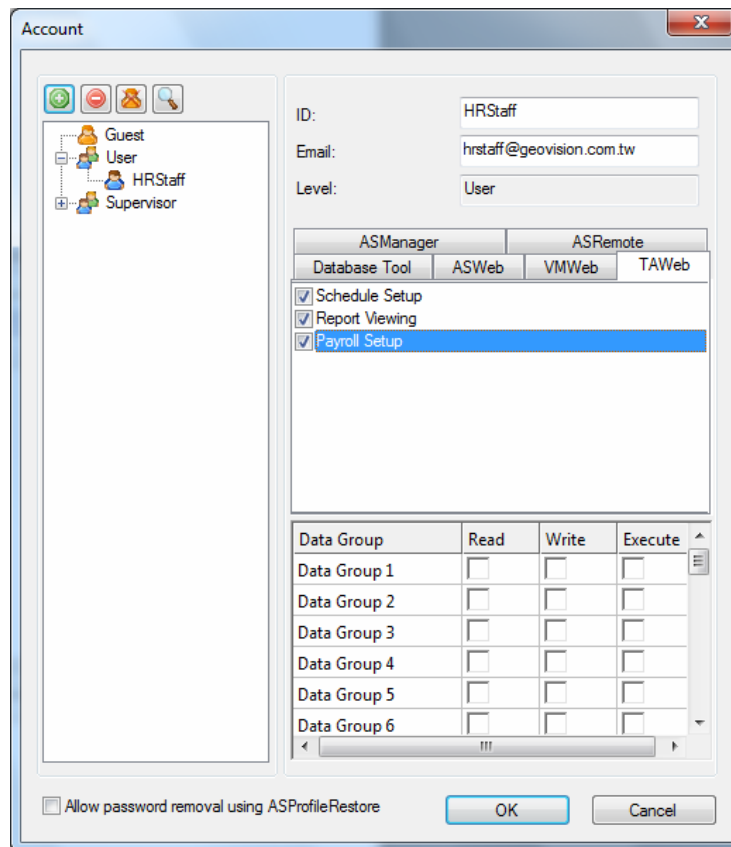 Account
Guest
User
HRStaff
Supervisor
ID: HRStaff
Email: hrstaff@geovision.com.tw
Level: User
ASManager ASRemote
Database Tool ASWeb VMWeb TAWeb
Schedule Setup
Report Viewing
Payroll Setup
Data Group Read Write Execute
Data Group 1
Data Group 2
Data Group 3
Data Group 4
Data Group 5
Data Group 6
Allow password removal using ASProfileRestore OK Cancel